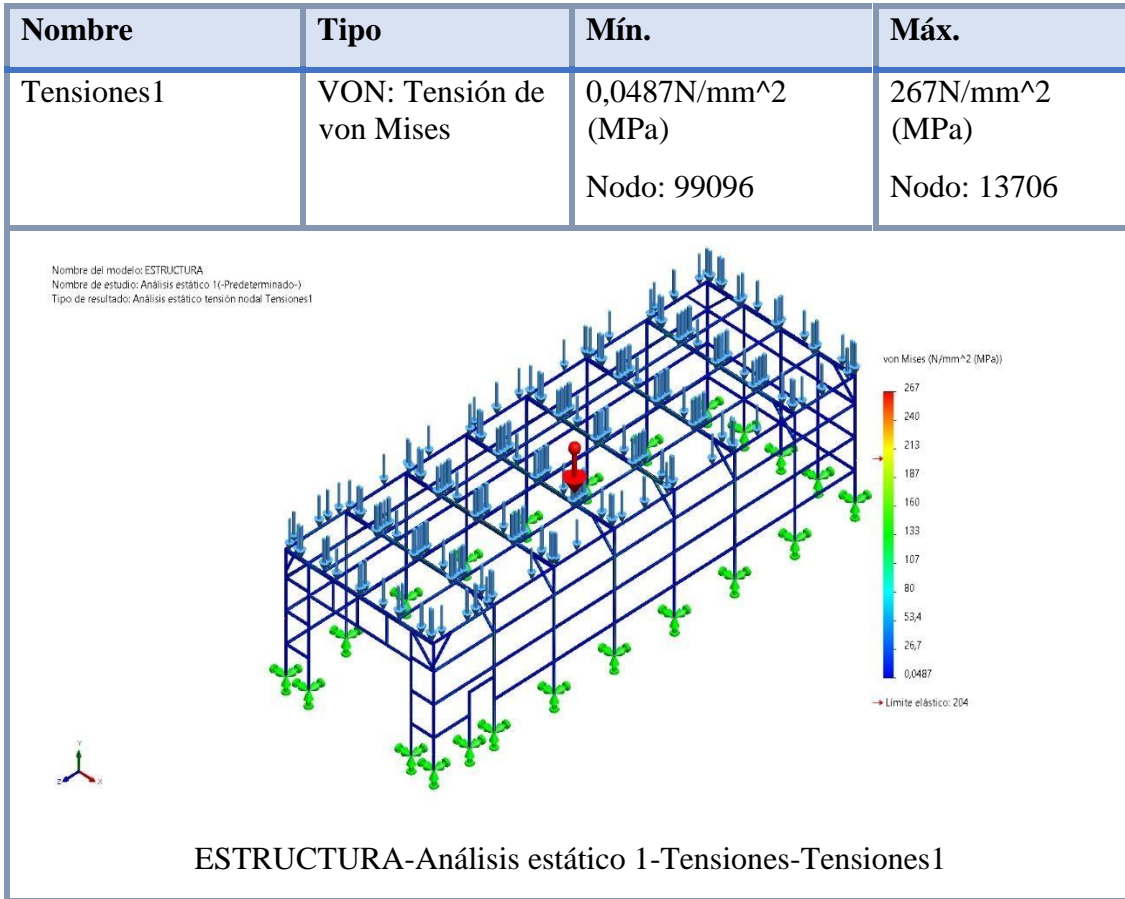 Nombre
Tipo
Mín.
Máx.
Tensiones1
VON: Tensión de
von Mises
0,0487N/mm^2
(MPa)
Nodo: 99096
267N/mm^2
(MPa)
Nodo: 13706
Nombre del modelo: ESTRUCTURA
Nombre de estudio: Análisis estático 1(-Predeterminado-)
Tipo de resultado: Análisis estático tensión nodal Tensiones1
von Mises (N/mm^2 (MPa))
267
240
213
187
160
133
107
80
53,4
26,7
0,0487
Límite elástico: 204
Y
Z
X
ESTRUCTURA-Análisis estático 1-Tensiones-Tensiones1